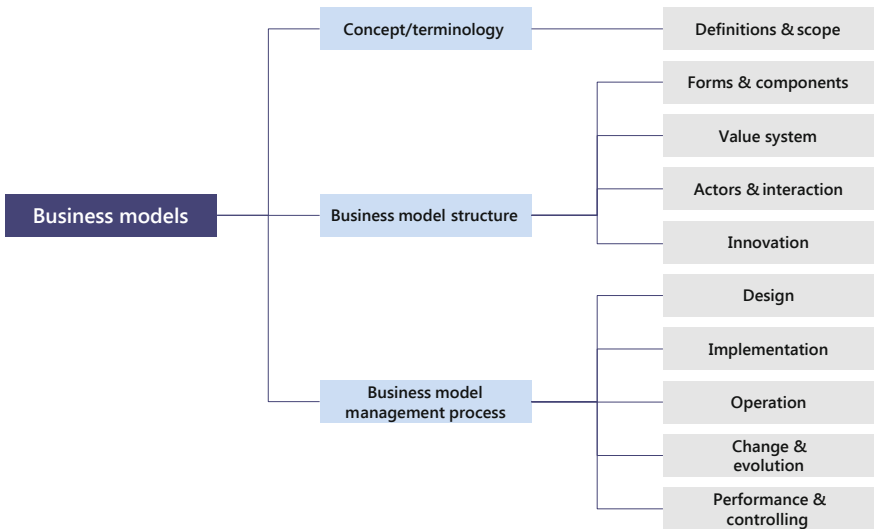 Business models
Concept/terminology
Definitions & scope
Business model structure
Forms & components
Value system
Actors & interaction
Innovation
Business model
management process
Design
Implementation
Operation
Change &
evolution
Performance &
controlling